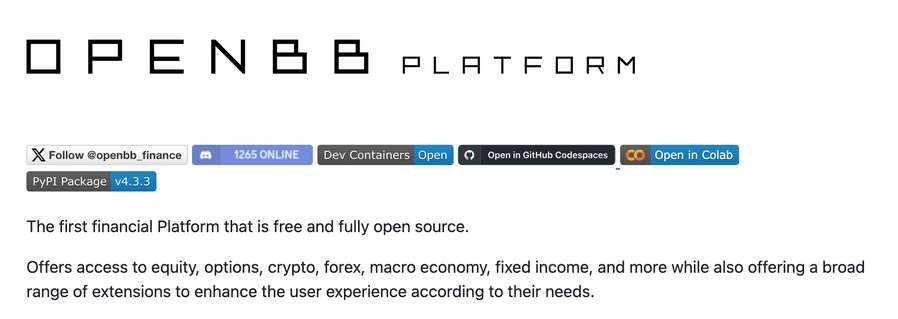 OPENBB PLATFORM
Follow @openbb_finance 1265 ONLINE Dev Containers Open Open in GitHub Codespaces Open in Colab
PyPI Package v4.3.3
The first financial Platform that is free and fully open source.
Offers access to equity, options, crypto, forex, macro economy, fixed income, and more while also offering a broad
range of extensions to enhance the user experience according to their needs.